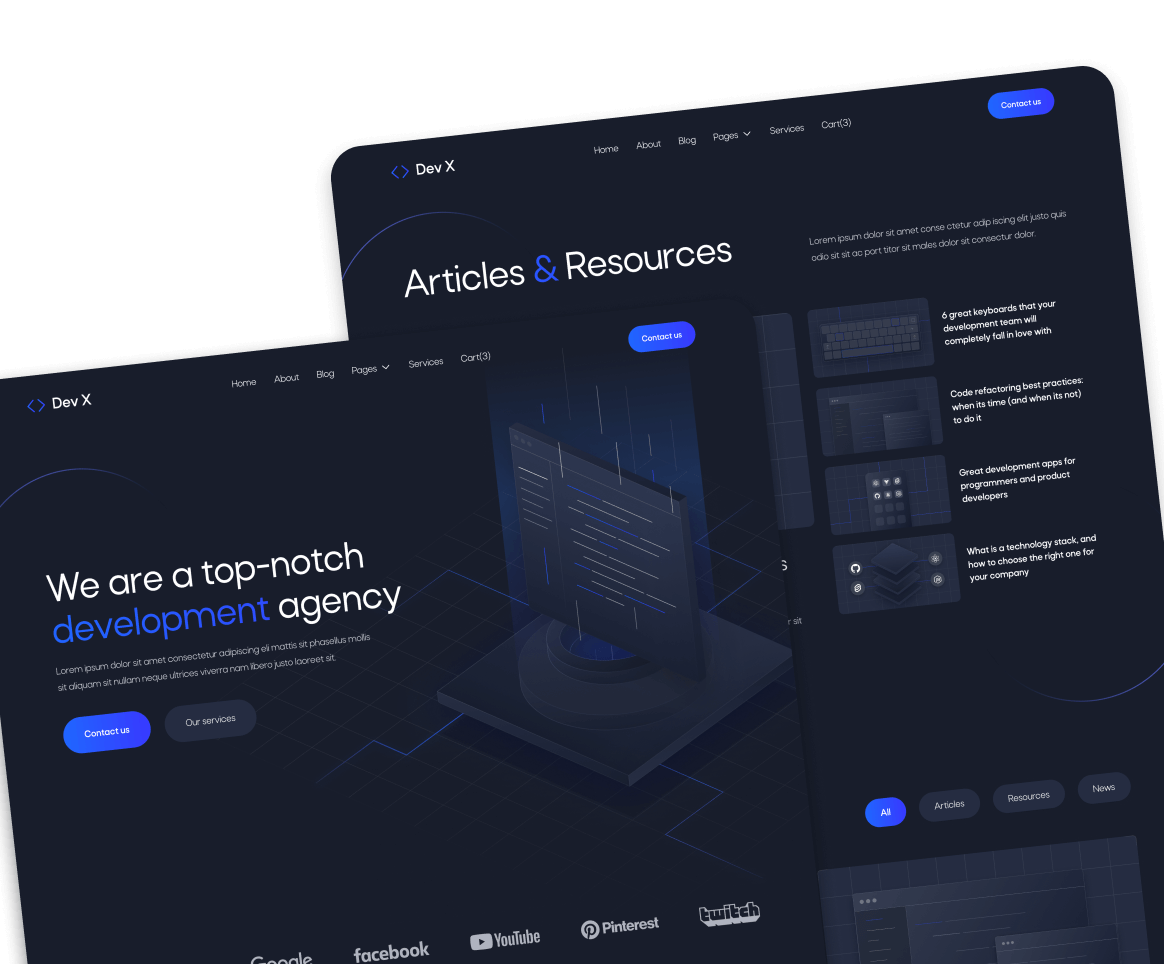 Dev X
Home
About
Blog
Pages
Services
Cart(3)
Contact us
Articles & Resources
Lorem ipsum dolor sit amet conse ctetur adip iscing elit justo quis
odio sit sit ac port titor sit males dolor sit consectur dolor.
6 great keyboards that your
development team will
completely fall in love with
Code refactoring best practices:
when its time (and when its not)
to do it
Great development apps for
programmers and product
developers
What is a technology stack, and
how to choose the right one for
your company
s
r sit
All
Articles
Resources
News
Dev X
Home
About
Blog
Pages
Services
Cart(3)
Contact us
We are a top-notch
development agency
Lorem ipsum dolor sit amet consectetur adipiscing eli mattis sit phasellus mollis
sit aliquam sit nullam neque ultrices viverra nam libero justo laoreet sit.
Contact us
Our services
Google
facebook
YouTube
Pinterest
twitch